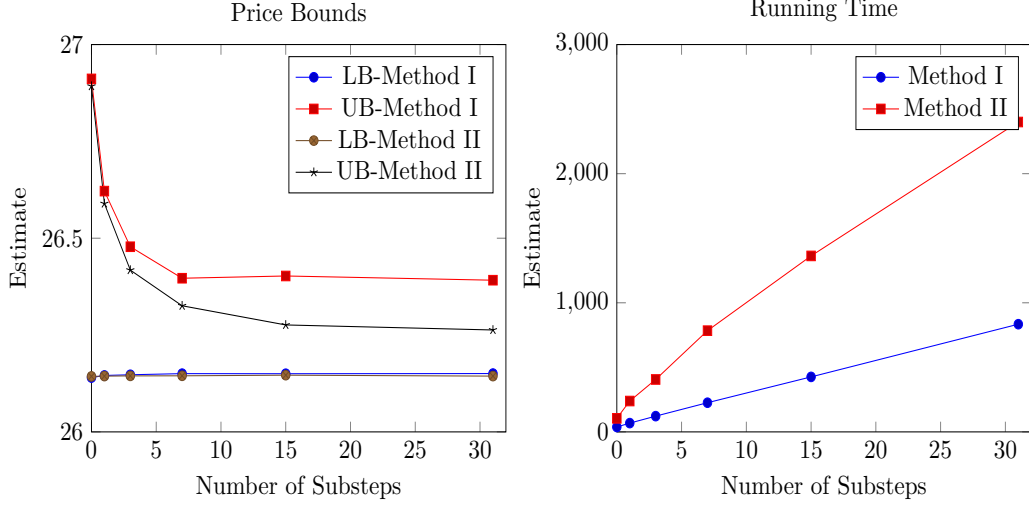 Price Bounds
27
26.5
26
Estimate
LB-Method I
UB-Method I
LB-Method II
UB-Method II
0 5 10 15 20 25 30
Number of Substeps
Running Time
3,000
2,000
1,000
0
Estimate
Method I
Method II
0 5 10 15 20 25 30
Number of Substeps